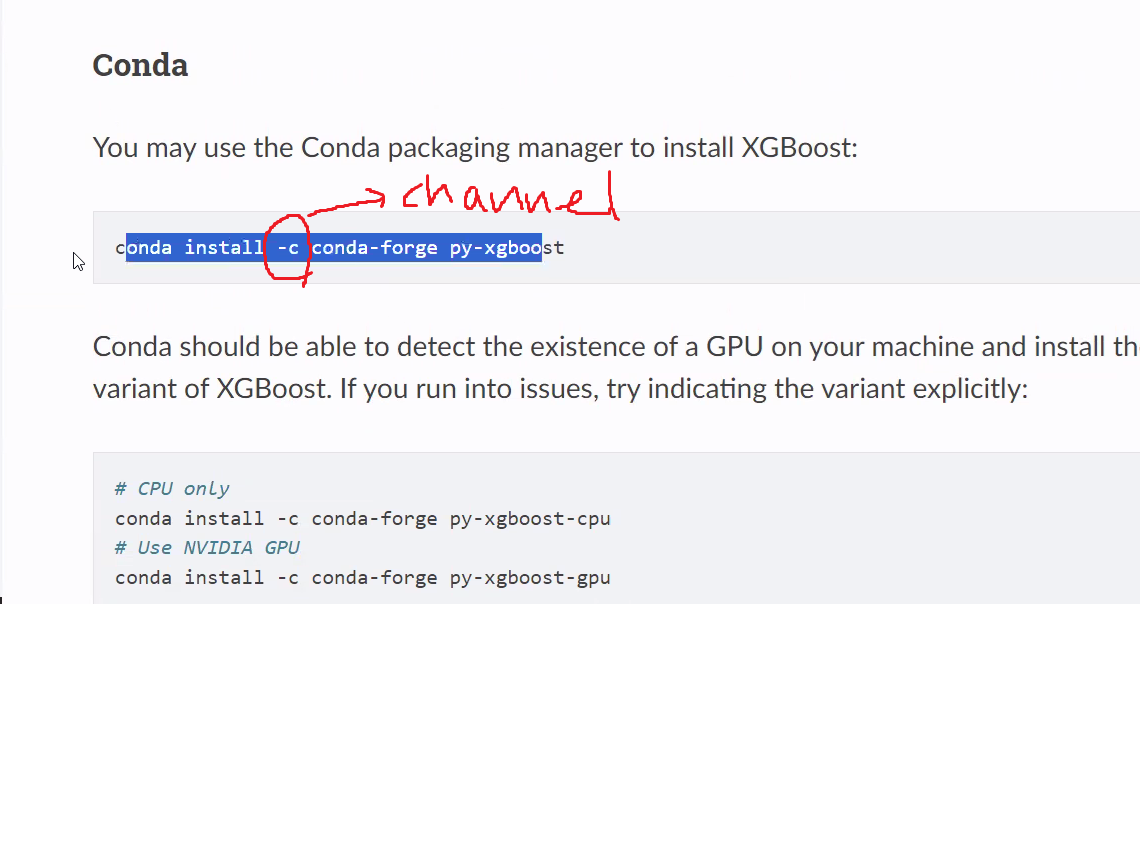 Conda
You may use the Conda packaging manager to install XGBoost:
channel
conda install -c conda-forge py-xgboost
Conda should be able to detect the existence of a GPU on your machine and install the
variant of XGBoost. If you run into issues, try indicating the variant explicitly:
# CPU only
conda install -c conda-forge py-xgboost-cpu
# Use NVIDIA GPU
conda install -c conda-forge py-xgboost-gpu